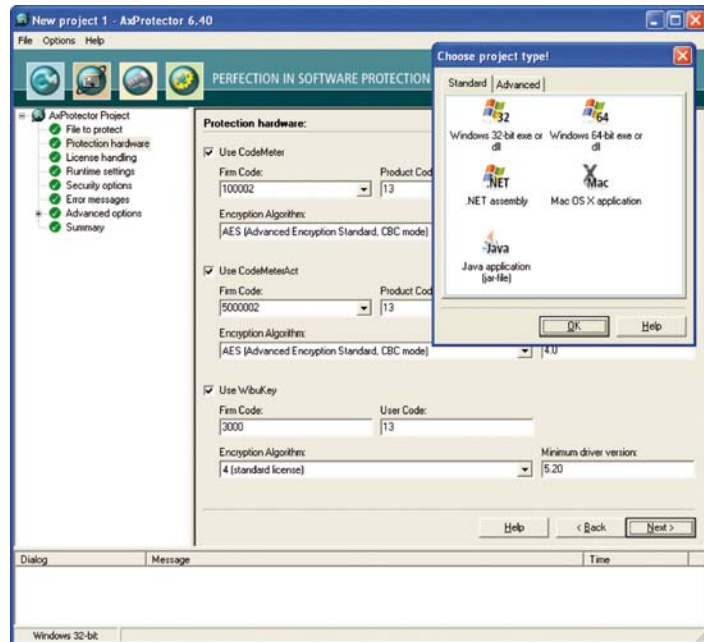 New project 1 - AxProtector 6.40
File Options Help
PERFECTION IN SOFTWARE PROTECTION
AxProtector Project
File to protect
Protection hardware
License handling
Runtime settings
Security options
Error messages
Advanced options
Summary
Protection hardware:
Use CodeMeter
Firm Code: Product Cod
100002 13
Encryption Algorithm:
AES (Advanced Encryption Standard, CBC mode)
Use CodeMeterAct
Firm Code: Product Cod
5000002 13
Encryption Algorithm:
AES (Advanced Encryption Standard, CBC mode) 4.0
Use WibuKey
Firm Code: User Code:
3000 13
Encryption Algorithm: Minimum driver version:
4 (standard license) 5.20
Help < Back Next >
Dialog Message Time
Windows 32-bit
Choose project type!
Standard Advanced
32 64
Windows 32-bit exe or dll Windows 64-bit exe or dll
.NET Mac
.NET assembly Mac OS X application
Java
Java application (jar-file)
OK Help